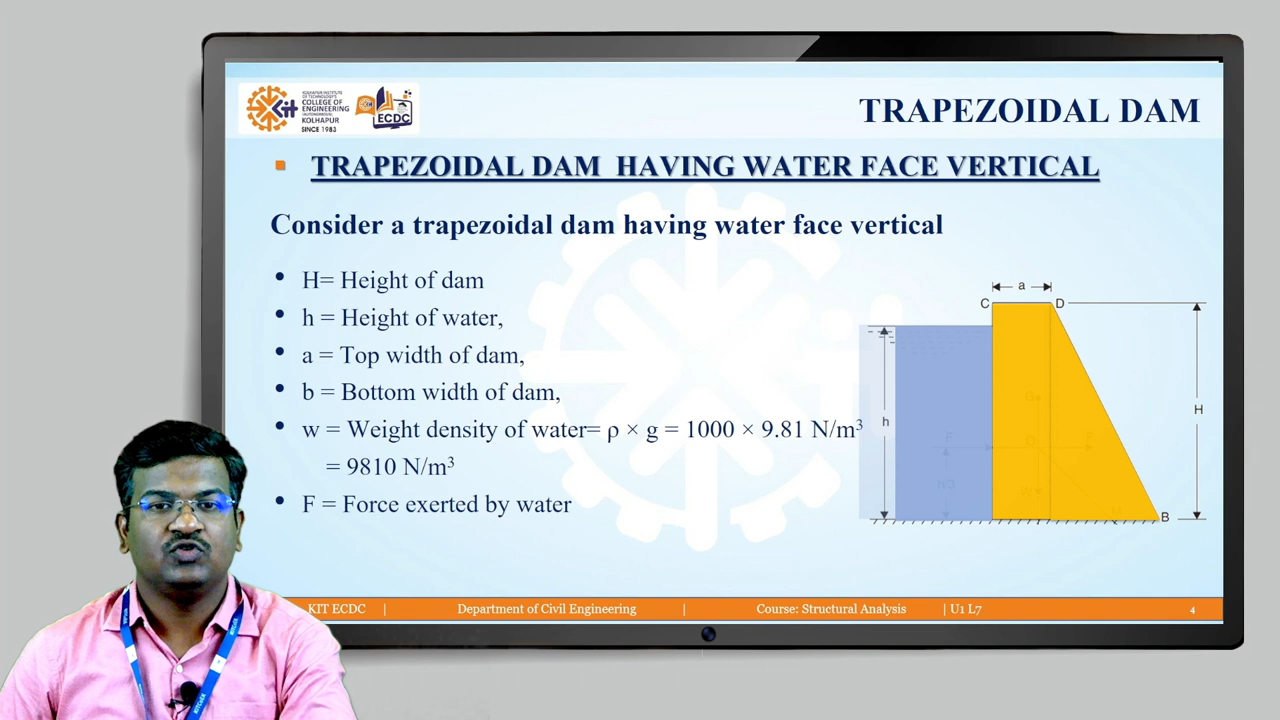 KOLHAPUR INSTITUTE
OF TECHNOLOGY'S
COLLEGE OF
ENGINEERING
(AUTONOMOUS)
KOLHAPUR
SINCE 1983
ECDC
TRAPEZOIDAL DAM
TRAPEZOIDAL DAM HAVING WATER FACE VERTICAL
Consider a trapezoidal dam having water face vertical
• H= Height of dam
• h = Height of water,
• a = Top width of dam,
• b = Bottom width of dam,
• w = Weight density of water= ρ × g = 1000 × 9.81 N/m³
= 9810 N/m³
• F = Force exerted by water
a
C
D
h
H
G
F
h/3
W
M
B
KIT ECDC | Department of Civil Engineering | Course: Structural Analysis | U1 L7
4